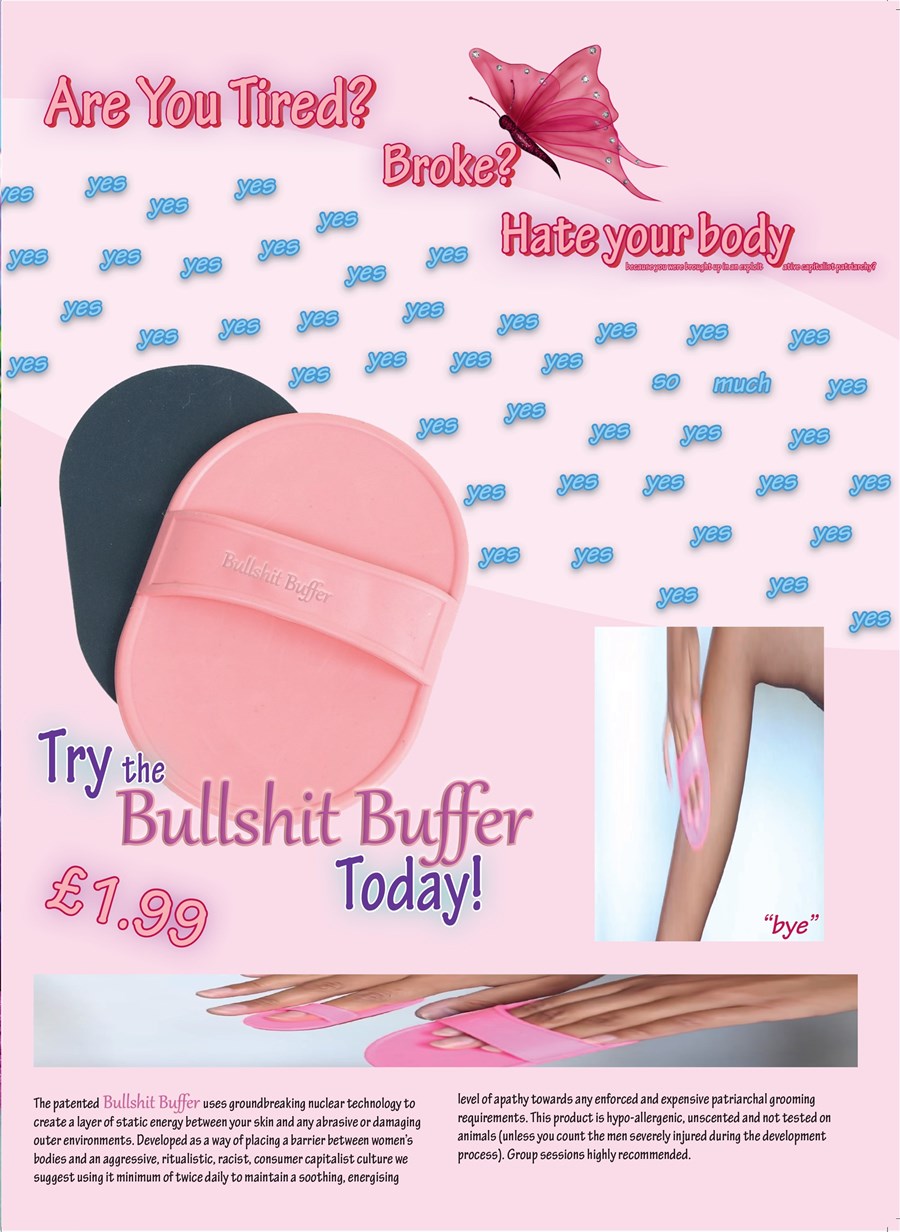 Are You Tired?
Broke?
Hate your body
because you were brought up in an exploit ative capitalist patriarchy?
yes yes yes
yes yes
yes yes yes yes yes yes
yes yes yes yes yes yes yes yes yes
yes yes yes yes yes yes so much yes
yes yes yes yes yes
yes yes yes yes yes
yes yes yes yes
yes yes
yes
Bullshit Buffer
Try the
Bullshit Buffer
Today!
£1.99
“bye”
The patented Bullshit Buffer uses groundbreaking nuclear technology to
create a layer of static energy between your skin and any abrasive or damaging
outer environments. Developed as a way of placing a barrier between women's
bodies and an aggressive, ritualistic, racist, consumer capitalist culture we
suggest using it minimum of twice daily to maintain a soothing, energising
level of apathy towards any enforced and expensive patriarchal grooming
requirements. This product is hypo-allergenic, unscented and not tested on
animals (unless you count the men severely injured during the development
process). Group sessions highly recommended.